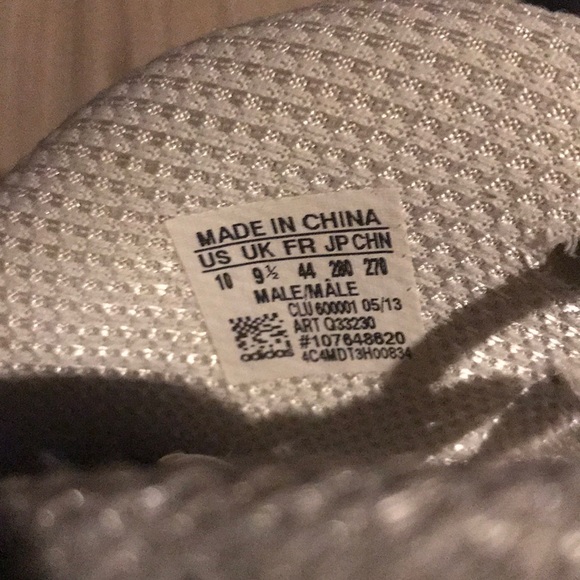 MADE IN CHINA
US UK FR JP CHN
10 9½ 44 280 270
MALE/MÂLE
CLU 600001 05/13
ART Q33230
#107648620
adidas 4C4MDT3H00834